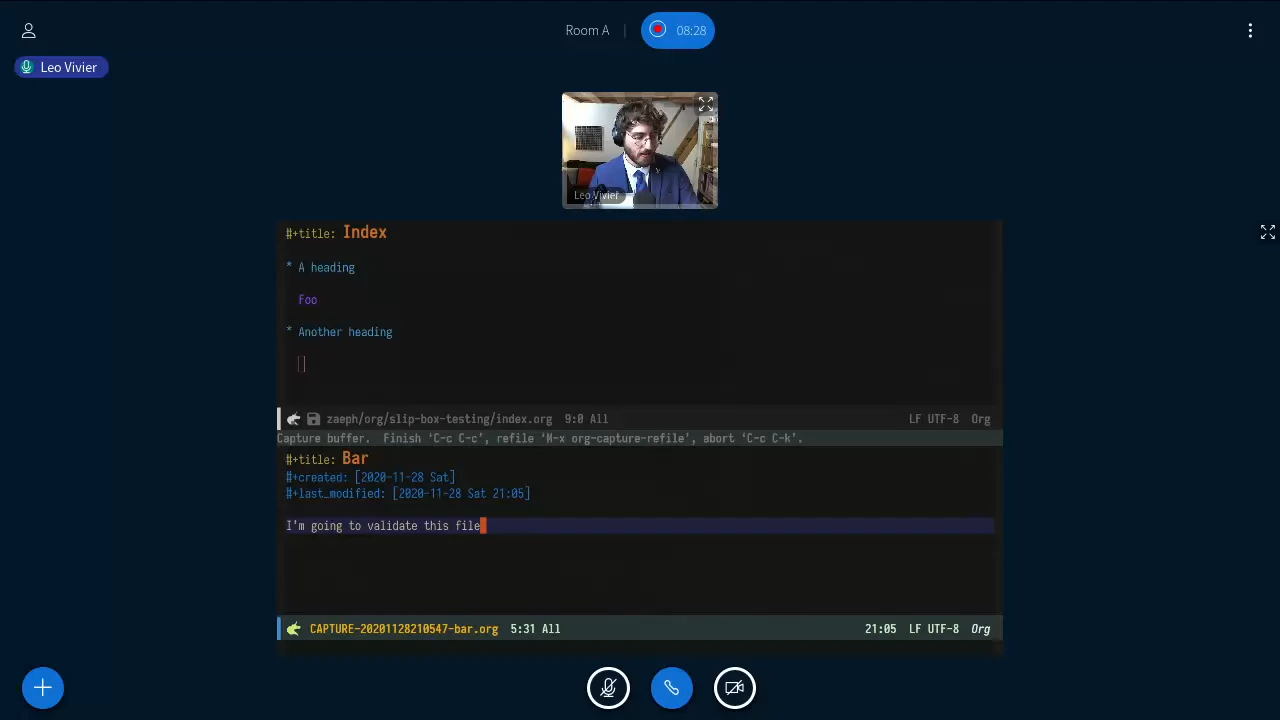 Room A
08:28
Leo Vivier
Leo Vivier
#+title: Index
* A heading
Foo
* Another heading
zaeph/org/slip-box-testing/index.org 9:0 All LF UTF-8 Org
Capture buffer. Finish ‘C-c C-c’, refile ‘M-x org-capture-refile’, abort ‘C-c C-k’.
#+title: Bar
#+created: [2020-11-28 Sat]
#+last_modified: [2020-11-28 Sat 21:05]
I'm going to validate this file
CAPTURE-20201128210547-bar.org 5:31 All 21:05 LF UTF-8 Org